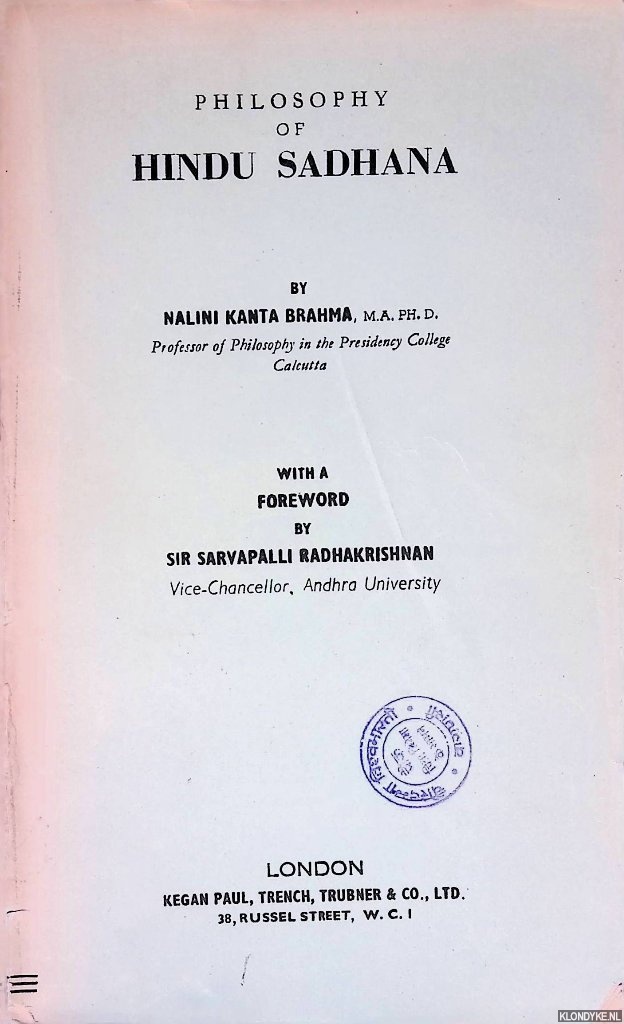 PHILOSOPHY
OF
HINDU SADHANA
BY
NALINI KANTA BRAHMA, M.A. PH. D.
Professor of Philosophy in the Presidency College
Calcutta
WITH A
FOREWORD
BY
SIR SARVAPALLI RADHAKRISHNAN
Vice-Chancellor, Andhra University
LONDON
KEGAN PAUL, TRENCH, TRUBNER & CO., LTD.
38, RUSSEL STREET, W. C. I
KLONDYKE.NL